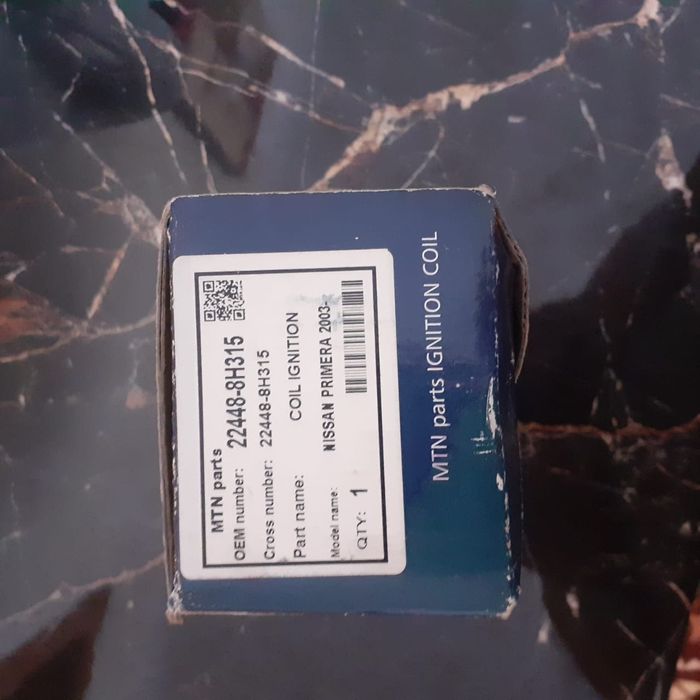 MTN parts
OEM number: 22448-8H315
Cross number: 22448-8H315
Part name: COIL IGNITION
Model name: NISSAN PRIMERA 2003-
QTY: 1
MTN parts IGNITION COIL